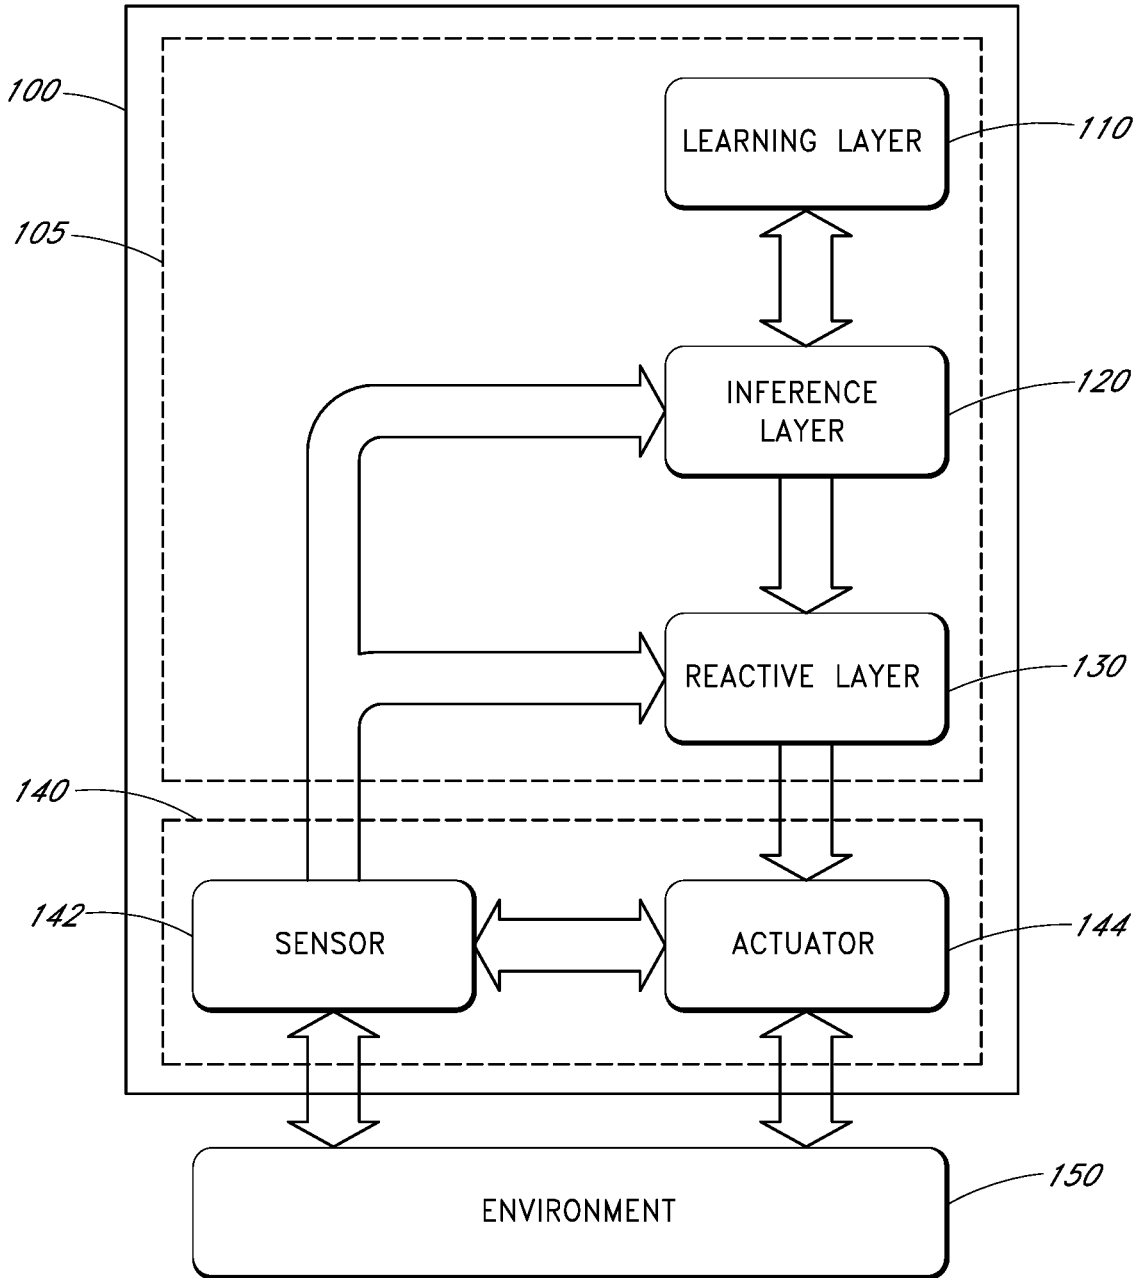 100
LEARNING LAYER
110
105
INFERENCE
LAYER
120
REACTIVE LAYER
130
140
142
SENSOR
ACTUATOR
144
ENVIRONMENT
150